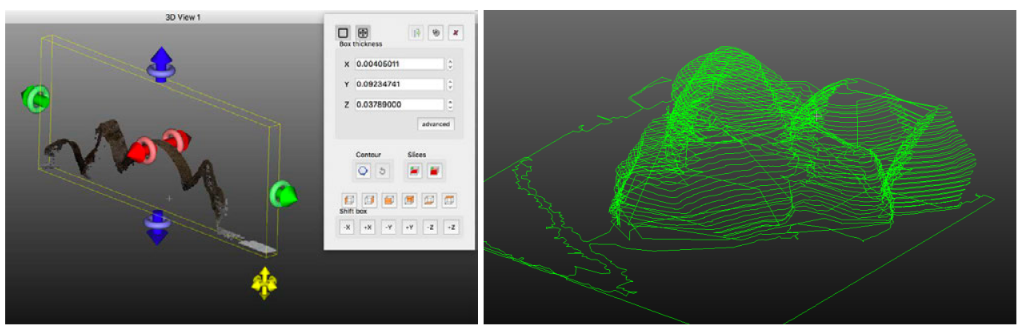 3D View 1
Box thickness
X 0.00405011
Y 0.09234741
Z 0.03789000
advanced
Contour Slices
Shift box
-X +X -Y +Y -Z +Z